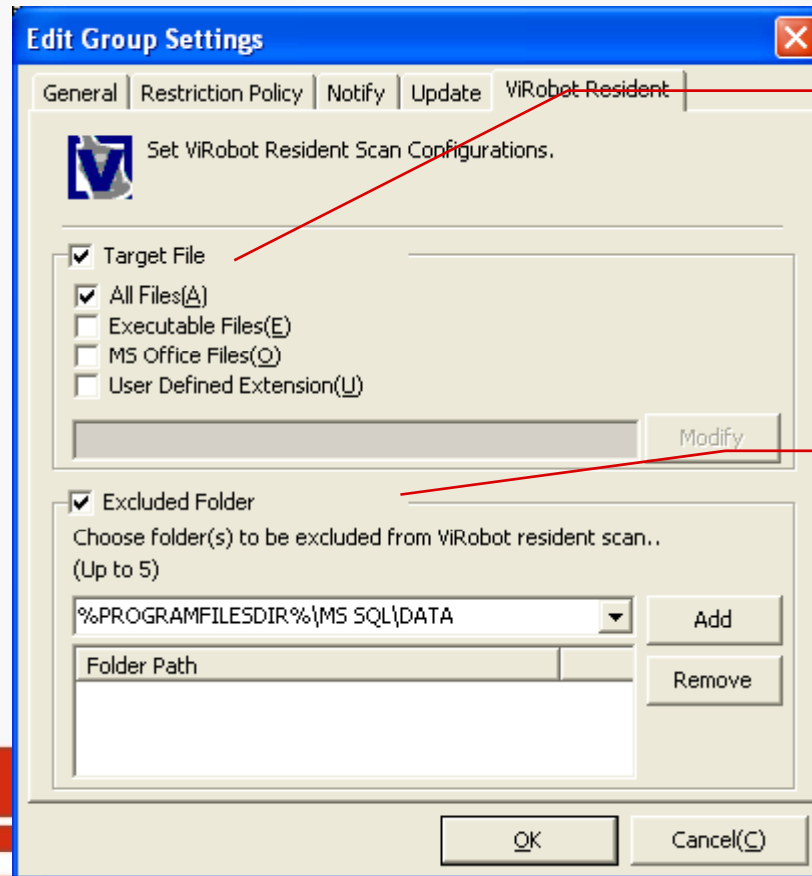 Edit Group Settings
General Restriction Policy Notify Update ViRobot Resident
Set ViRobot Resident Scan Configurations.
Target File
All Files(A)
Executable Files(E)
MS Office Files(O)
User Defined Extension(U)
Modify
Excluded Folder
Choose folder(s) to be excluded from ViRobot resident scan..
(Up to 5)
%PROGRAMFILESDIR%\MS SQL\DATA
Add
Folder Path
Remove
OK Cancel(C)